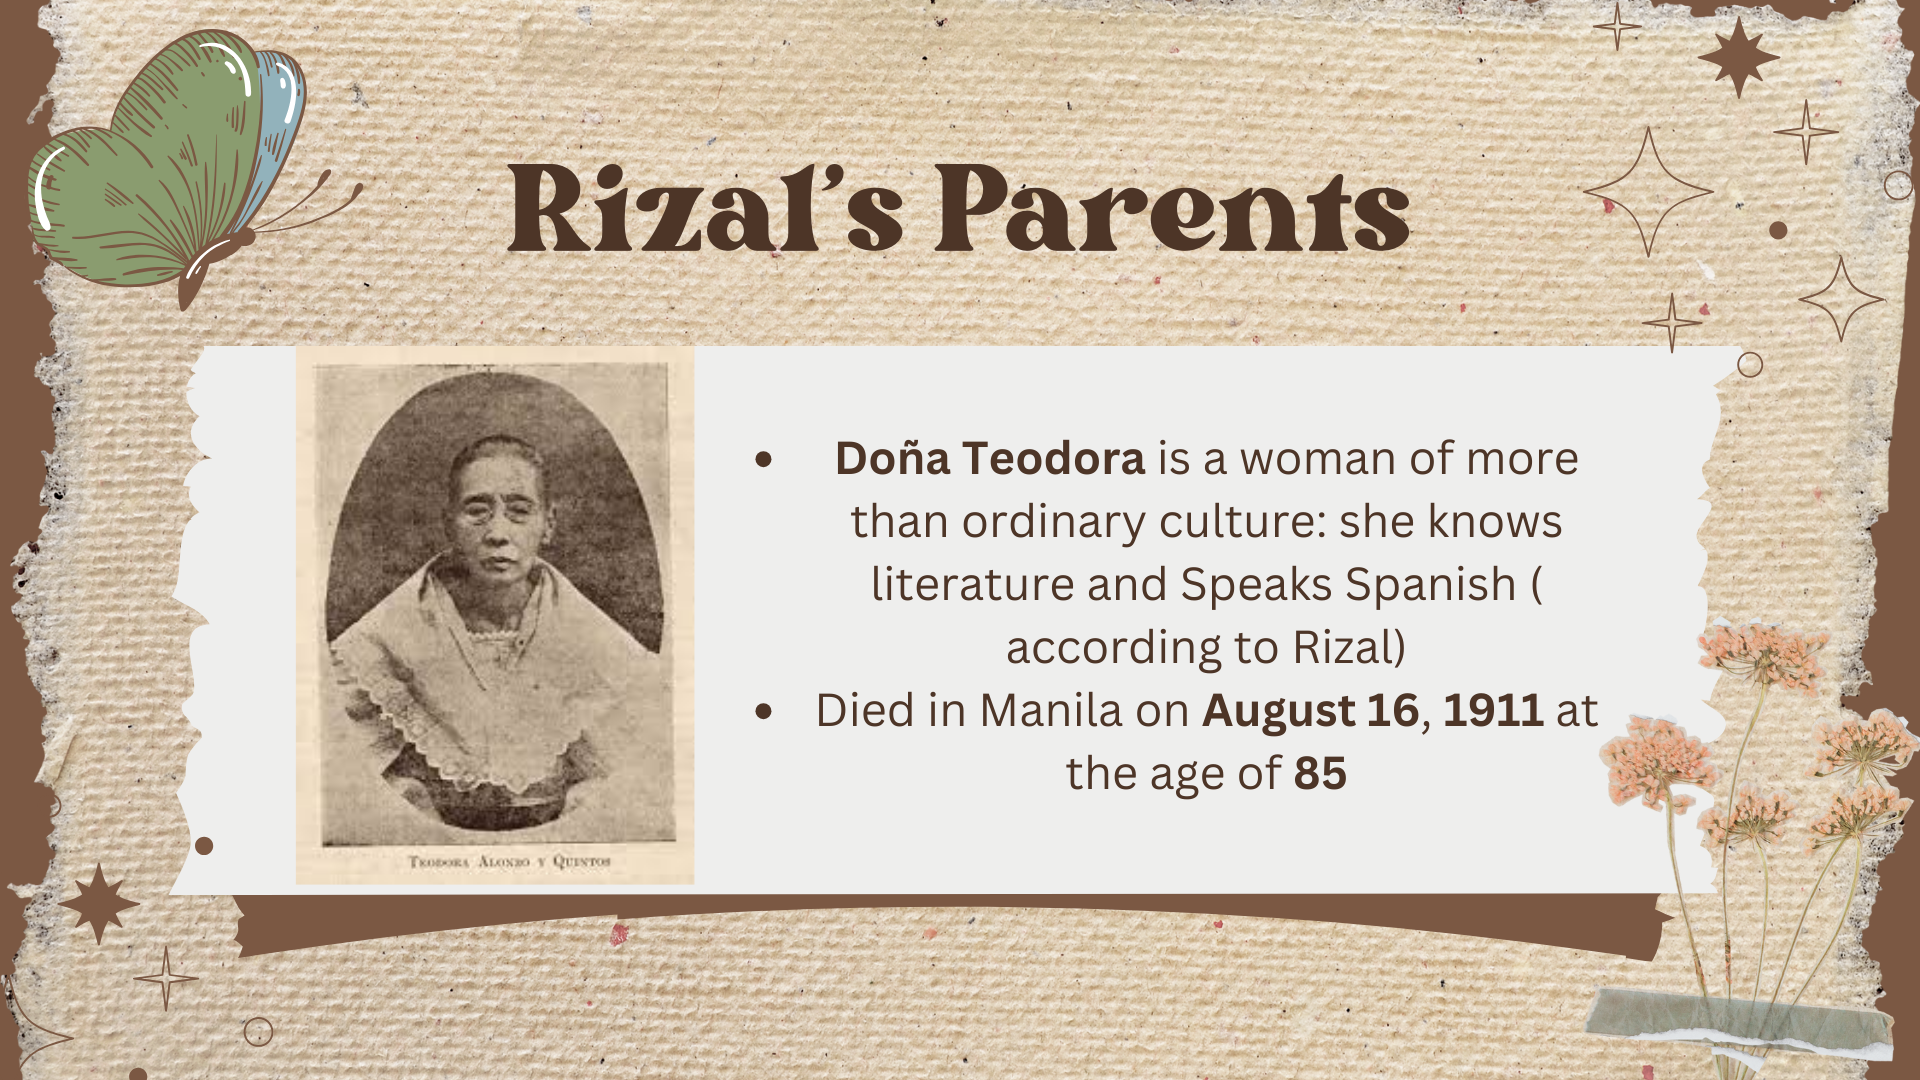 Rizal's Parents
• Doña Teodora is a woman of more
than ordinary culture: she knows
literature and Speaks Spanish (
according to Rizal)
• Died in Manila on August 16, 1911 at
the age of 85
Teodora Alonzo y Quintos